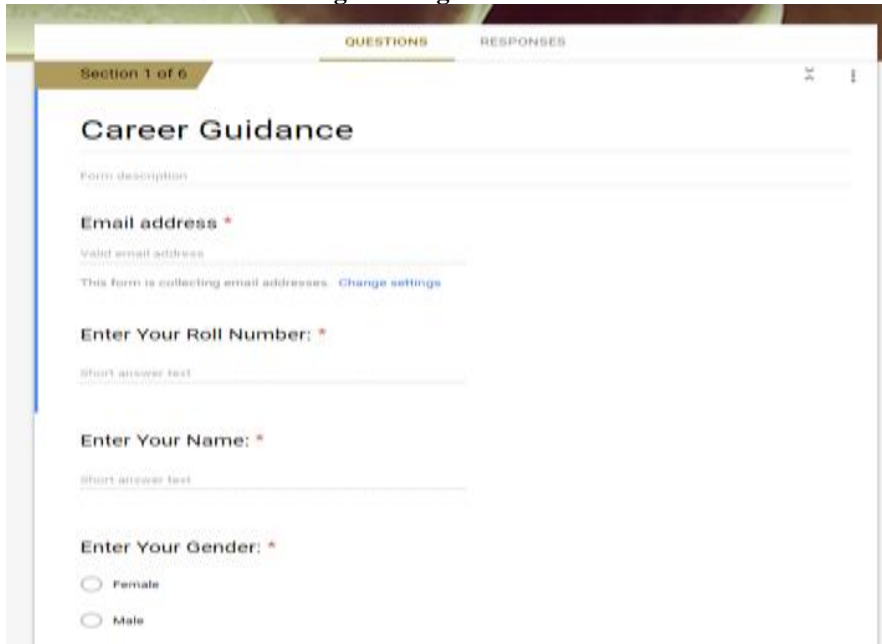 QUESTIONS RESPONSES
Section 1 of 6
Career Guidance
Form description
Email address *
Valid email address
This form is collecting email addresses. Change settings
Enter Your Roll Number: *
Short answer text
Enter Your Name: *
Short answer text
Enter Your Gender: *
Female
Male